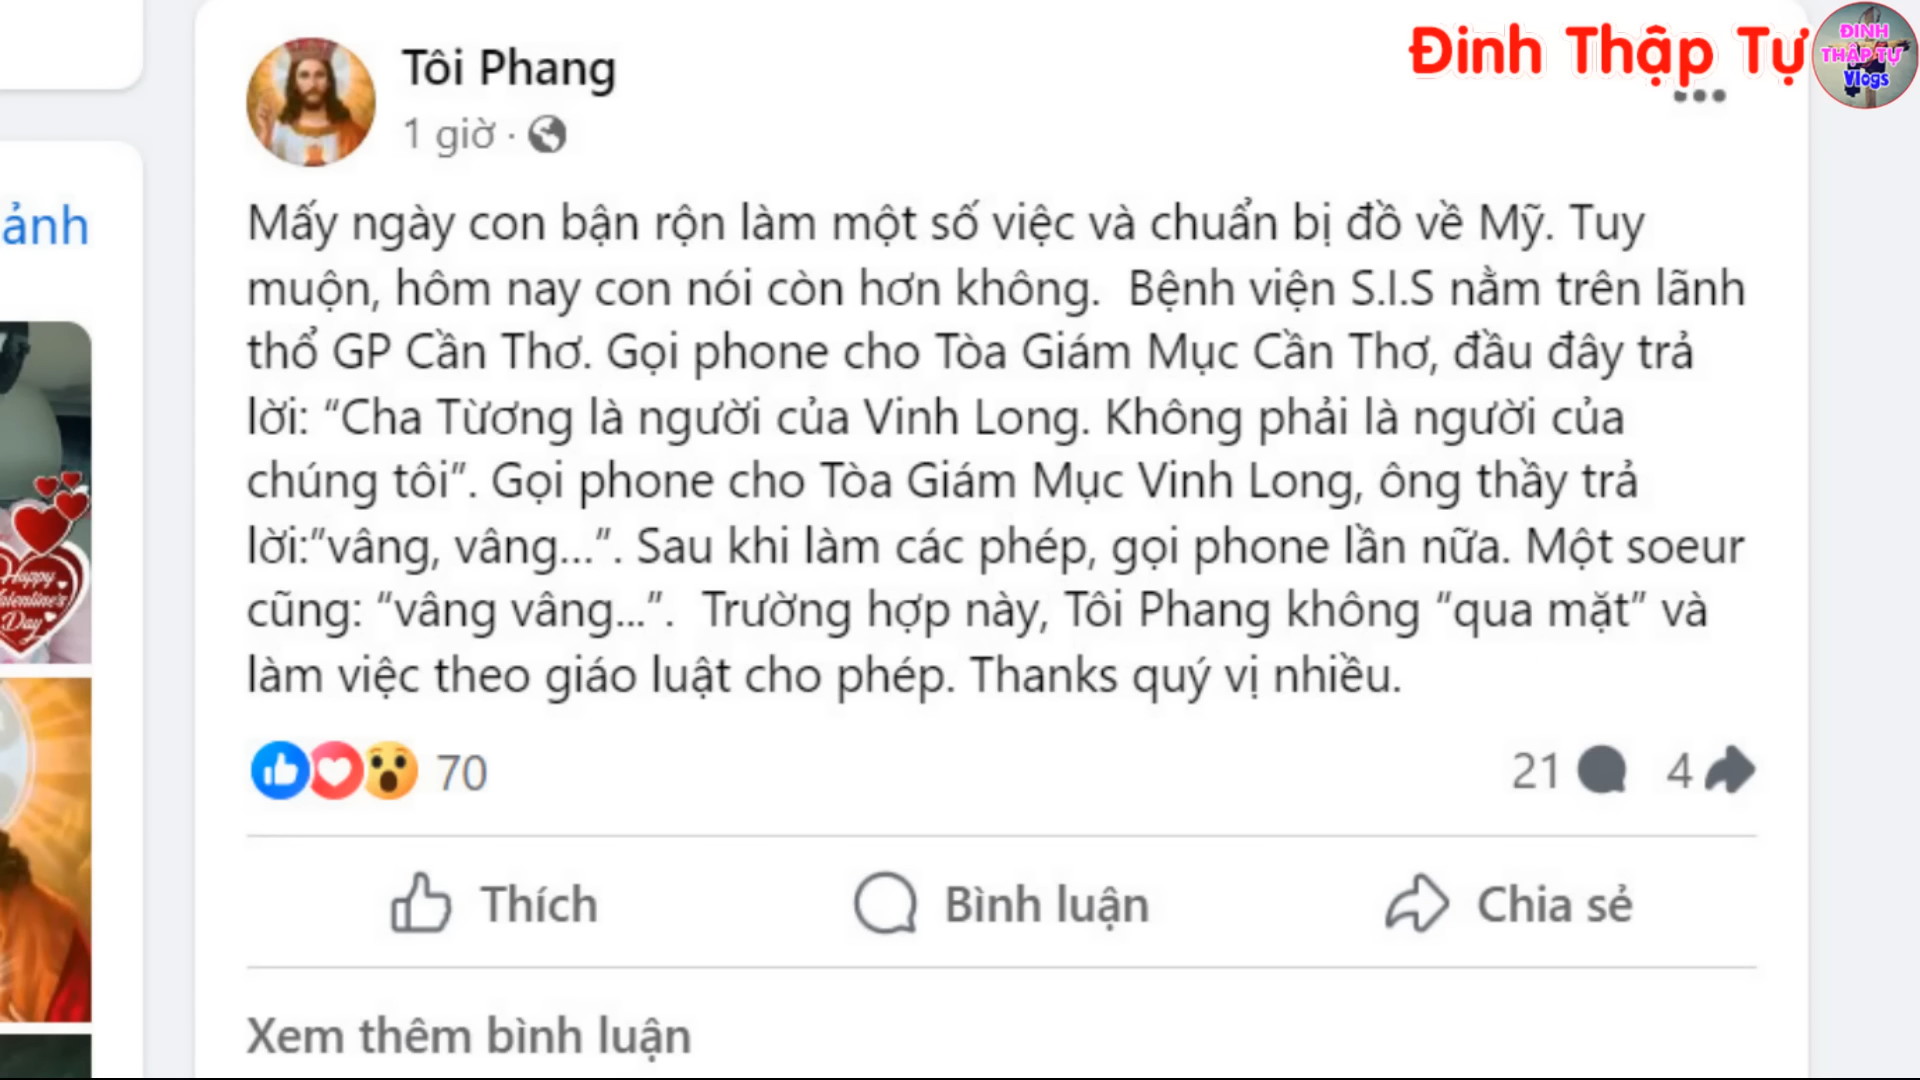 Đinh Thập Tự
ĐINH
THẬP TỰ
Vlogs
Tôi Phang
1 giờ ·
ảnh
Mấy ngày con bận rộn làm một số việc và chuẩn bị đồ về Mỹ. Tuy
muộn, hôm nay con nói còn hơn không.  Bệnh viện S.I.S nằm trên lãnh
thổ GP Cần Thơ. Gọi phone cho Tòa Giám Mục Cần Thơ, đầu đây trả
lời: “Cha Từơng là người của Vinh Long. Không phải là người của
chúng tôi”. Gọi phone cho Tòa Giám Mục Vinh Long, ông thầy trả
lời:”vâng, vâng...”. Sau khi làm các phép, gọi phone lần nữa. Một soeur
cũng: “vâng vâng...”.  Trường hợp này, Tôi Phang không “qua mặt” và
làm việc theo giáo luật cho phép. Thanks quý vị nhiều.
Happy
Day
70
21 4
Thích Bình luận Chia sẻ
Xem thêm bình luận